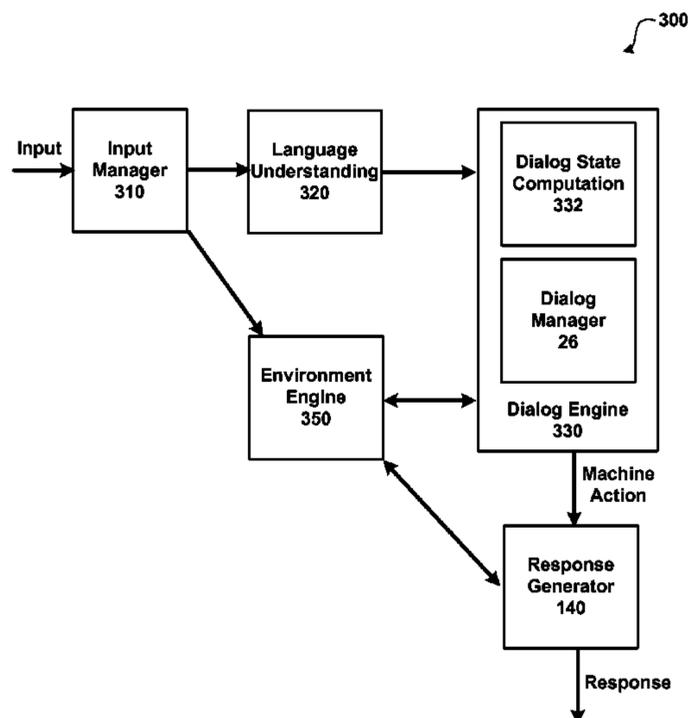 300
Input
Input
Manager
310
Language
Understanding
320
Dialog State
Computation
332
Dialog
Manager
26
Dialog Engine
330
Environment
Engine
350
Machine
Action
Response
Generator
140
Response